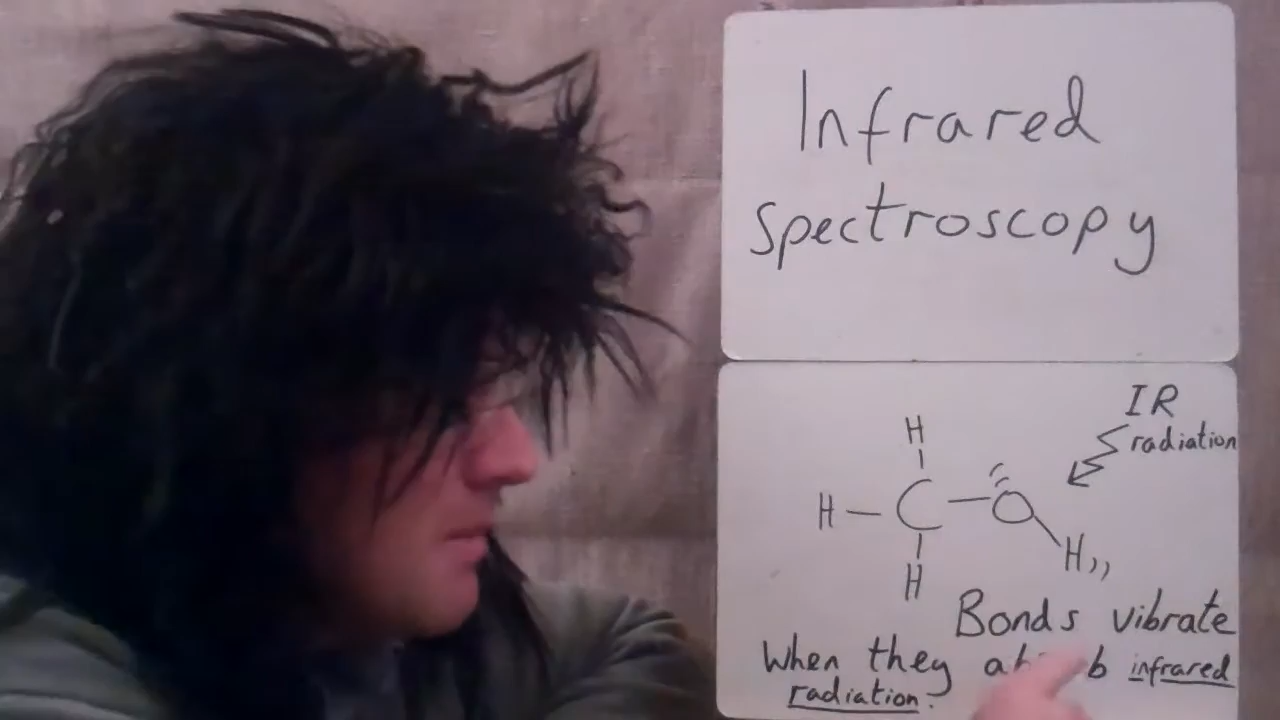 Infrared
Spectroscopy
IR
radiation
H
H — C — O
H
H
Bonds vibrate
when they infrared
radiation.